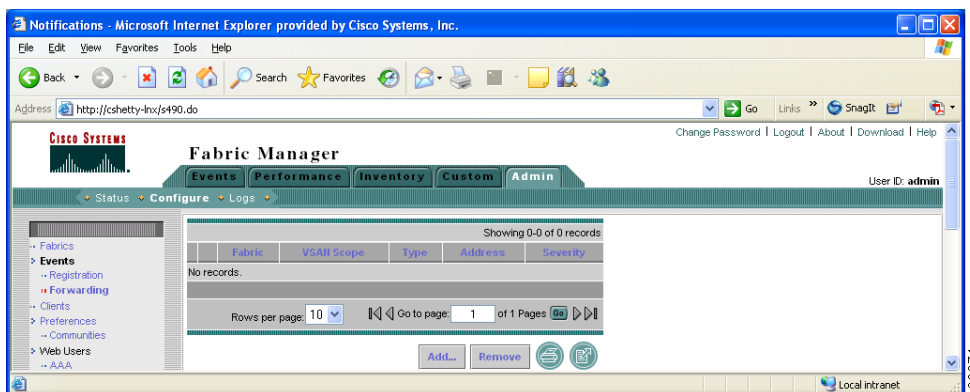 Notifications - Microsoft Internet Explorer provided by Cisco Systems, Inc.
File Edit View Favorites Tools Help
Back Search Favorites
Address http://cshetty-lnx/s490.do Go Links » SnagIt
Change Password | Logout | About | Download | Help
CISCO SYSTEMS
Fabric Manager
Events Performance Inventory Custom Admin
User ID: admin
Status Configure Logs
Showing 0-0 of 0 records
Fabric VSAN Scope Type Address Severity
No records.
Rows per page: 10 Go to page: 1 of 1 Pages Go
Add... Remove
Fabrics
Events
Registration
Forwarding
Clients
Preferences
Communities
Web Users
AAA
Local intranet